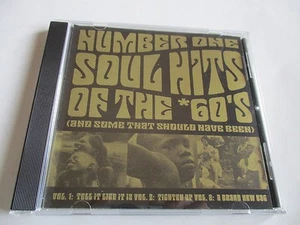 NUMBER ONE
SOUL HITS
OF THE *60'S
(AND SOME THAT SHOULD HAVE BEEN)
VOL. 1: TELL IT LIKE IT IS VOL. 2: TIGHTEN UP VOL. 3: A BRAND NEW BAG